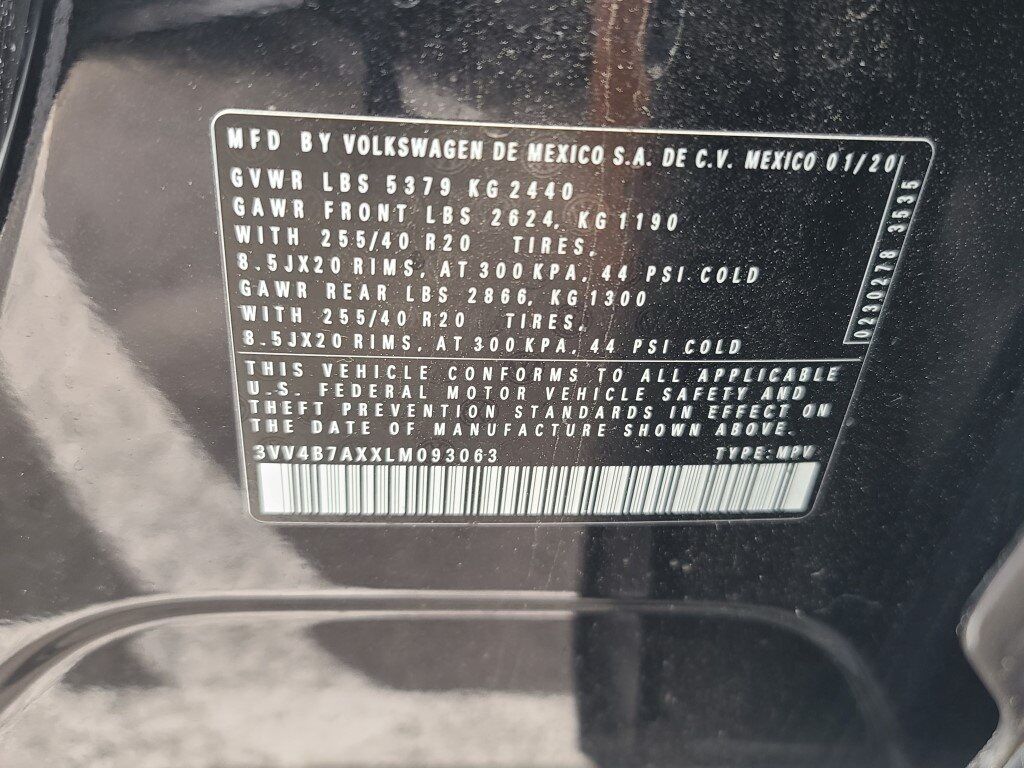 MFD BY VOLKSWAGEN DE MEXICO S.A. DE C.V. MEXICO 01/20
GVWR LBS 5379 KG 2440
GAWR FRONT LBS 2624, KG 1190
WITH 255/40 R20 TIRES,
8.5JX20 RIMS, AT 300 KPA, 44 PSI COLD
GAWR REAR LBS 2866, KG 1300
WITH 255/40 R20 TIRES,
8.5JX20 RIMS, AT 300 KPA, 44 PSI COLD
0230278 3535
THIS VEHICLE CONFORMS TO ALL APPLICABLE
U.S. FEDERAL MOTOR VEHICLE SAFETY AND
THEFT PREVENTION STANDARDS IN EFFECT ON
THE DATE OF MANUFACTURE SHOWN ABOVE.
3VV4B7AXXLM093063 TYPE: MPV